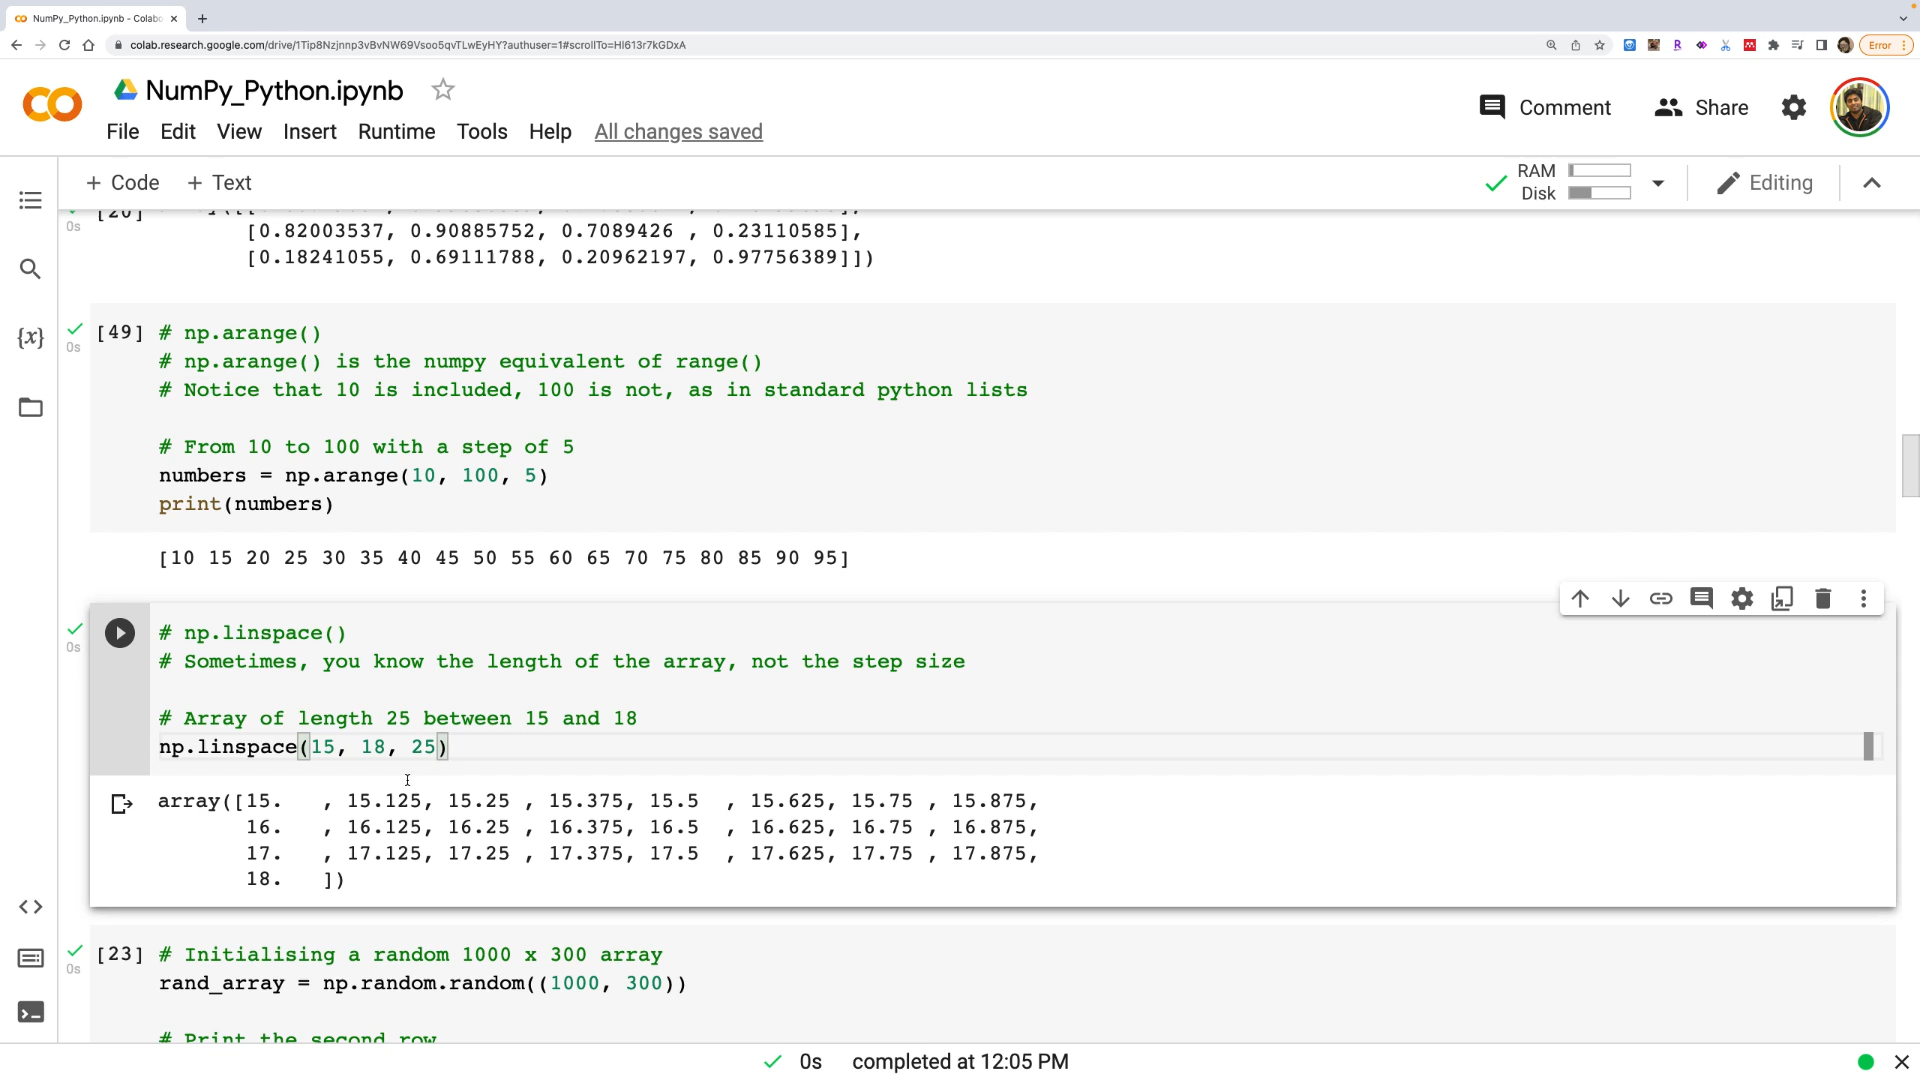 NumPy_Python.ipynb - Colab
colab.research.google.com/drive/1Tip8Nzjnnp3vBvNW69Vsoo5qvTLwEyHY?authuser=1#scrollTo=HI613r7kGDxA
Error
NumPy_Python.ipynb
Comment
Share
File Edit View Insert Runtime Tools Help All changes saved
+ Code + Text
RAM
Disk
Editing
0s
[20]
[0.82003537, 0.90885752, 0.7089426 , 0.23110585],
[0.18241055, 0.69111788, 0.20962197, 0.97756389]])
[49] # np.arange()
0s
# np.arange() is the numpy equivalent of range()
# Notice that 10 is included, 100 is not, as in standard python lists
# From 10 to 100 with a step of 5
numbers = np.arange(10, 100, 5)
print(numbers)
[10 15 20 25 30 35 40 45 50 55 60 65 70 75 80 85 90 95]
# np.linspace()
0s
# Sometimes, you know the length of the array, not the step size
# Array of length 25 between 15 and 18
np.linspace(15, 18, 25)
array([15.   , 15.125, 15.25 , 15.375, 15.5  , 15.625, 15.75 , 15.875,
16.   , 16.125, 16.25 , 16.375, 16.5  , 16.625, 16.75 , 16.875,
17.   , 17.125, 17.25 , 17.375, 17.5  , 17.625, 17.75 , 17.875,
18.   ])
[23] # Initialising a random 1000 x 300 array
0s
rand_array = np.random.random((1000, 300))
# Print the second row
0s completed at 12:05 PM